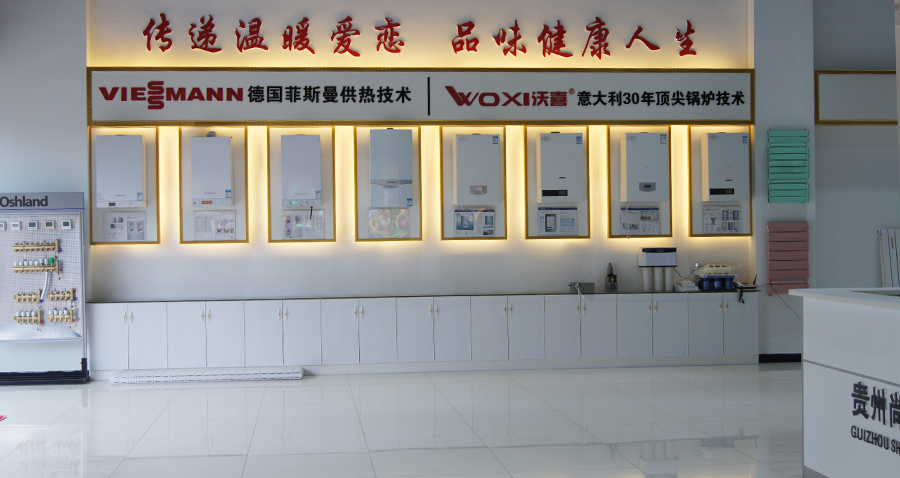 传递温暖爱恋 品味健康人生
VIESSMANN 德国菲斯曼供热技术
WOXI沃喜® 意大利30年顶尖锅炉技术
Oshland
贵州尚
GUIZHOU SH